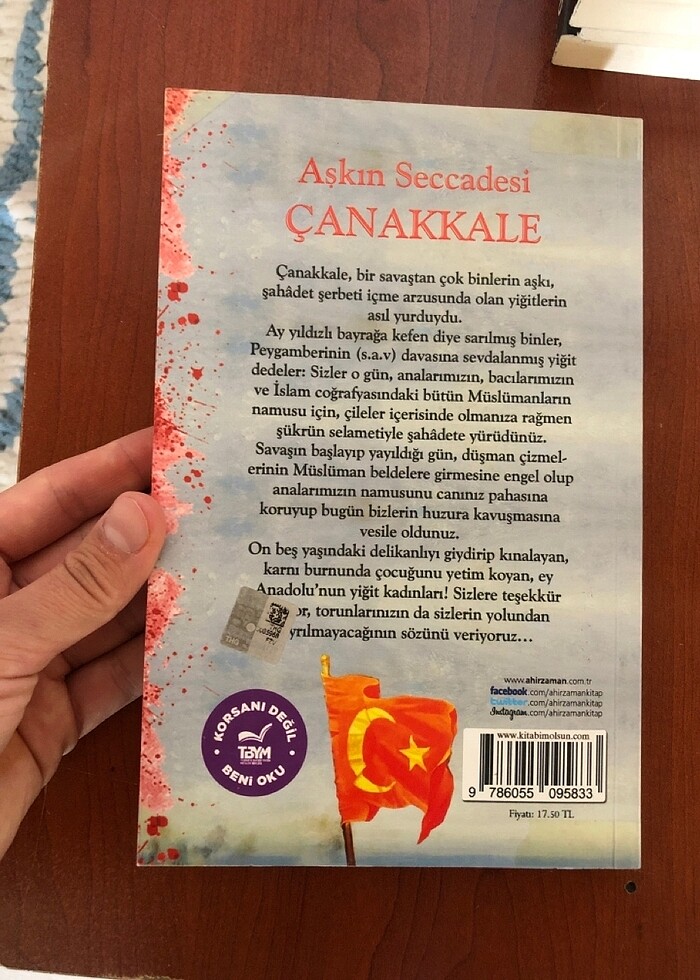 Aşkın Seccadesi
ÇANAKKALE
Çanakkale, bir savaştan çok binlerin aşkı,
şahâdet şerbeti içme arzusunda olan yiğitlerin
asıl yurduydu.
Ay yıldızlı bayrağa kefen diye sarılmış binler,
Peygamberinin (s.a.v) davasına sevdalanmış yiğit
dedeler: Sizler o gün, analarımızın, bacılarımızın
ve İslam coğrafyasındaki bütün Müslümanların
namusu için, çileler içerisinde olmanıza rağmen
şükrün selametiyle şahâdete yürüdünüz.
Savaşın başlayıp yayıldığı gün, düşman çizmel-
erinin Müslüman beldelere girmesine engel olup
analarımızın namusunu canınız pahasına
koruyup bugün bizlerin huzura kavuşmasına
vesile oldunuz.
On beş yaşındaki delikanlıyı giydirip kınalayan,
karnı burnunda çocuğunu yetim koyan, ey
Anadolu'nun yiğit kadınları! Sizlere teşekkür
or, torunlarınızın da sizlerin yolundan
yrılmayacağının sözünü veriyoruz...
www.ahirzaman.com.tr
facebook.com/ahirzamankitap
twitter.com/ahirzamankitap
Instagram.com/ahirzamankitap
KORSANI DEĞİL
TBYM
BENİ OKU
www.kitabimolsun.com
9 786055 095833
Fiyatı: 17.50 TL